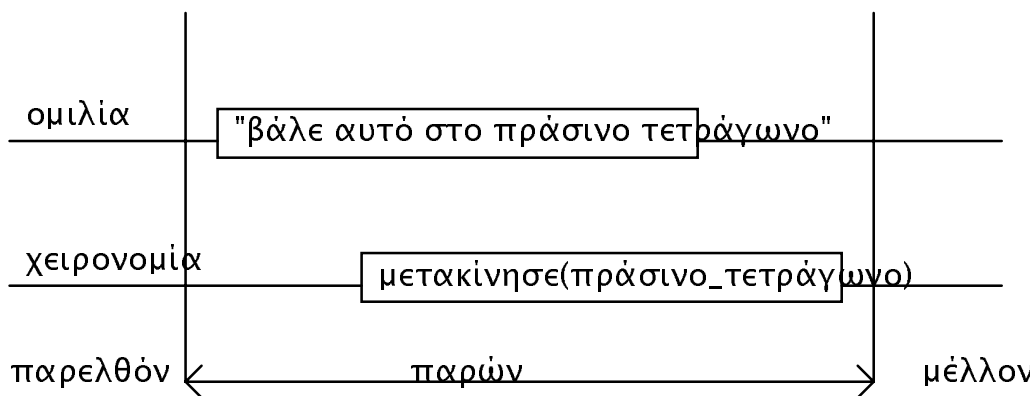 ομιλία
"βάλε αυτό στο πράσινο τετράγωνο"
χειρονομία
μετακίνησε(πράσινο_τετράγωνο)
παρελθόν παρών μέλλον